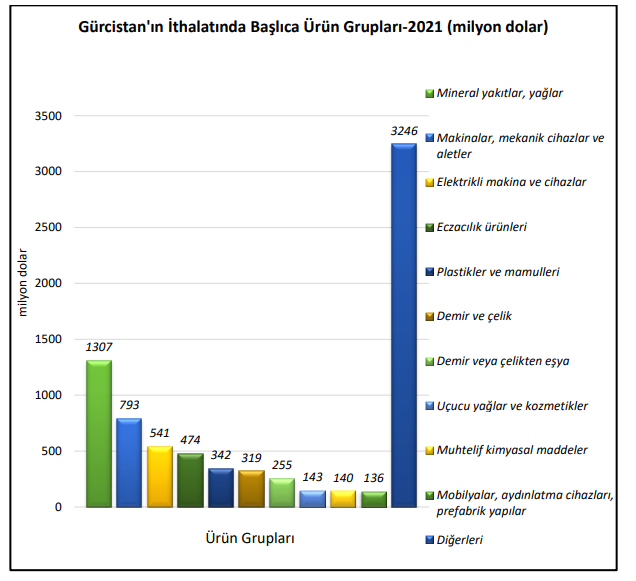 Gürcistan'ın İthalatında Başlıca Ürün Grupları-2021 (milyon dolar)
milyon dolar
3500
3000
2500
2000
1500
1000
500
0
1307
793
541
474
342
319
255
143
140
136
3246
Ürün Grupları
Mineral yakıtlar, yağlar
Makinalar, mekanik cihazlar ve
aletler
Elektrikli makina ve cihazlar
Eczacılık ürünleri
Plastikler ve mamulleri
Demir ve çelik
Demir veya çelikten eşya
Uçucu yağlar ve kozmetikler
Muhtelif kimyasal maddeler
Mobilyalar, aydınlatma cihazları,
prefabrik yapılar
Diğerleri